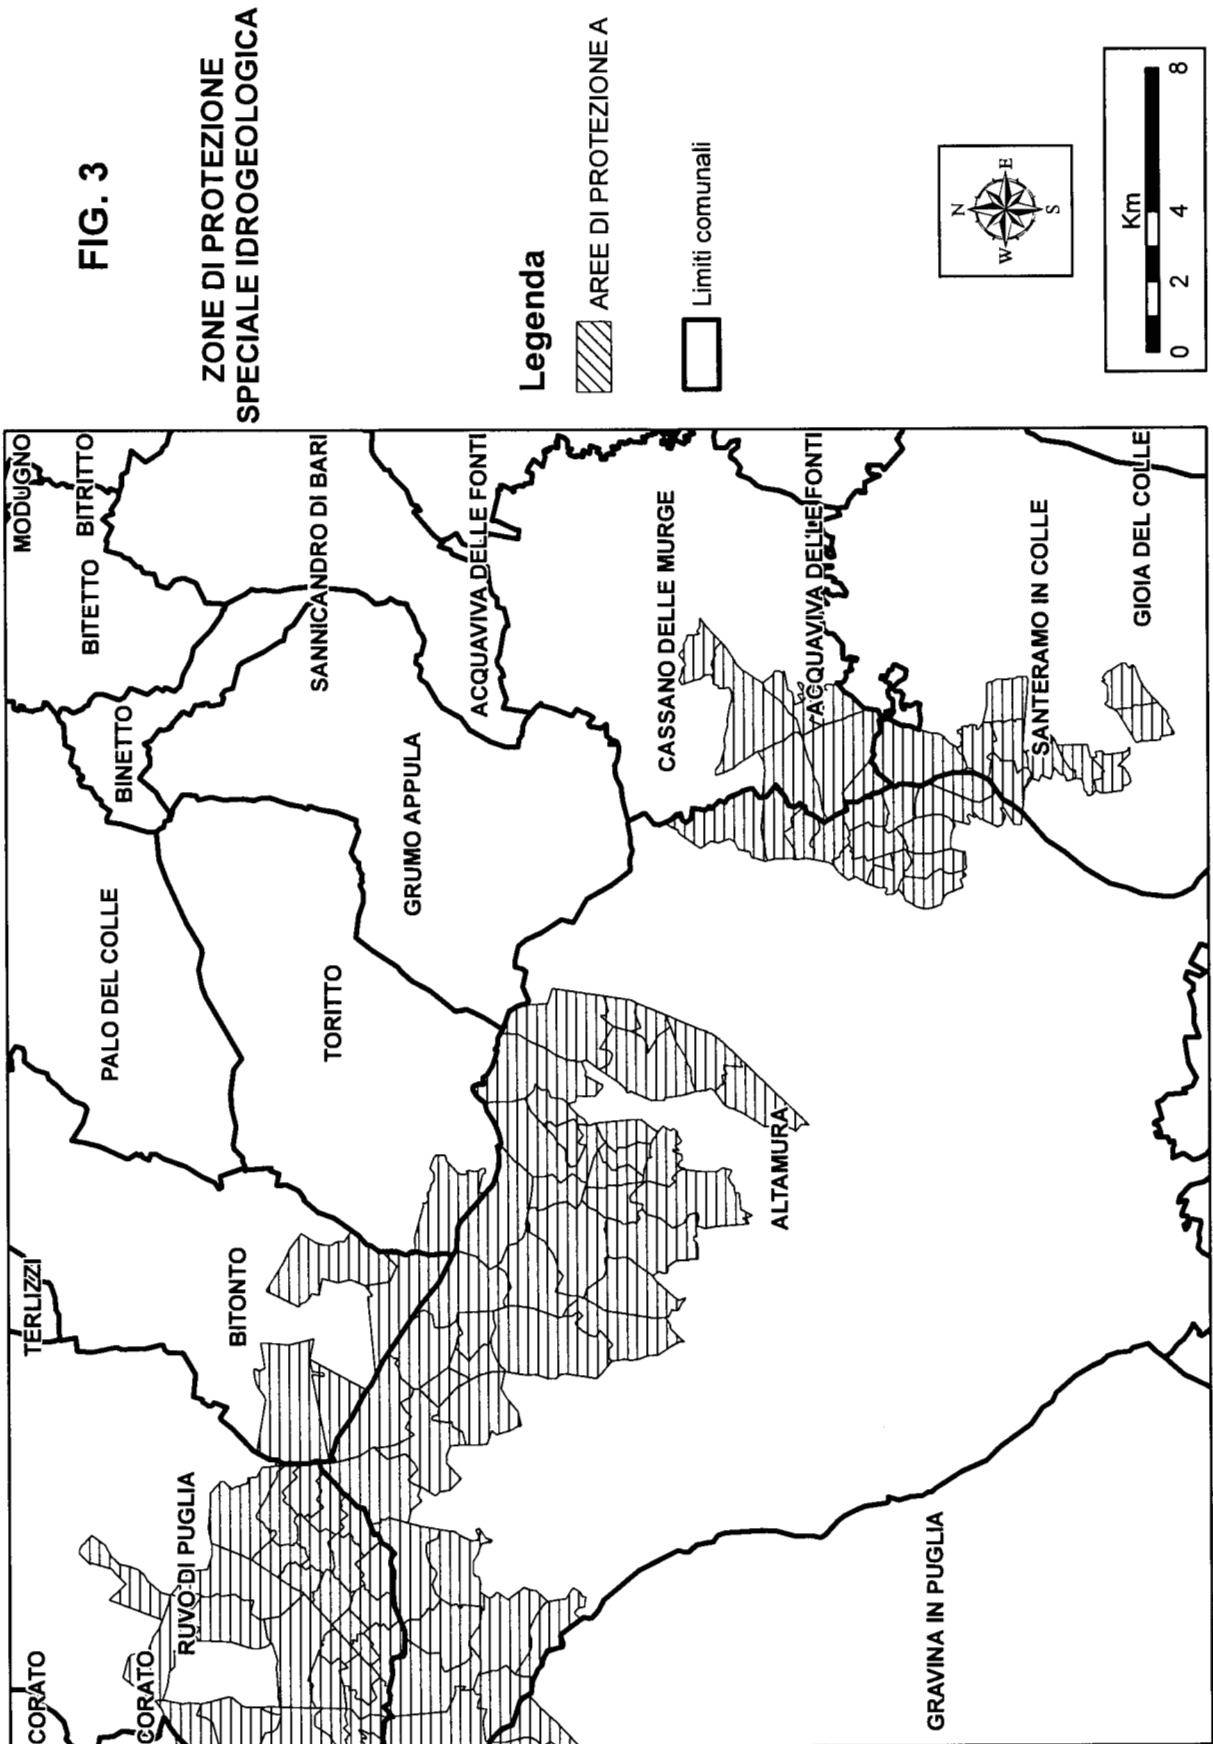 FIG. 3
ZONE DI PROTEZIONE
SPECIALE IDROGEOLOGICA
Legenda
AREE DI PROTEZIONE A
Limiti comunali
N
W
E
S
Km
0
2
4
8
CORATO
TERLIZZI
MODUGNO
CORATO
RUVO DI PUGLIA
BITONTO
PALO DEL COLLE
BINETTO
BITETTO
BITRITTO
TORITTO
GRUMO APPULA
SANNICANDRO DI BARI
ACQUAVIVA DELLE FONTI
CASSANO DELLE MURGE
ALTAMURA
ACQUAVIVA DELLE FONTI
GRAVINA IN PUGLIA
SANTERAMO IN COLLE
GIOIA DEL COLLE